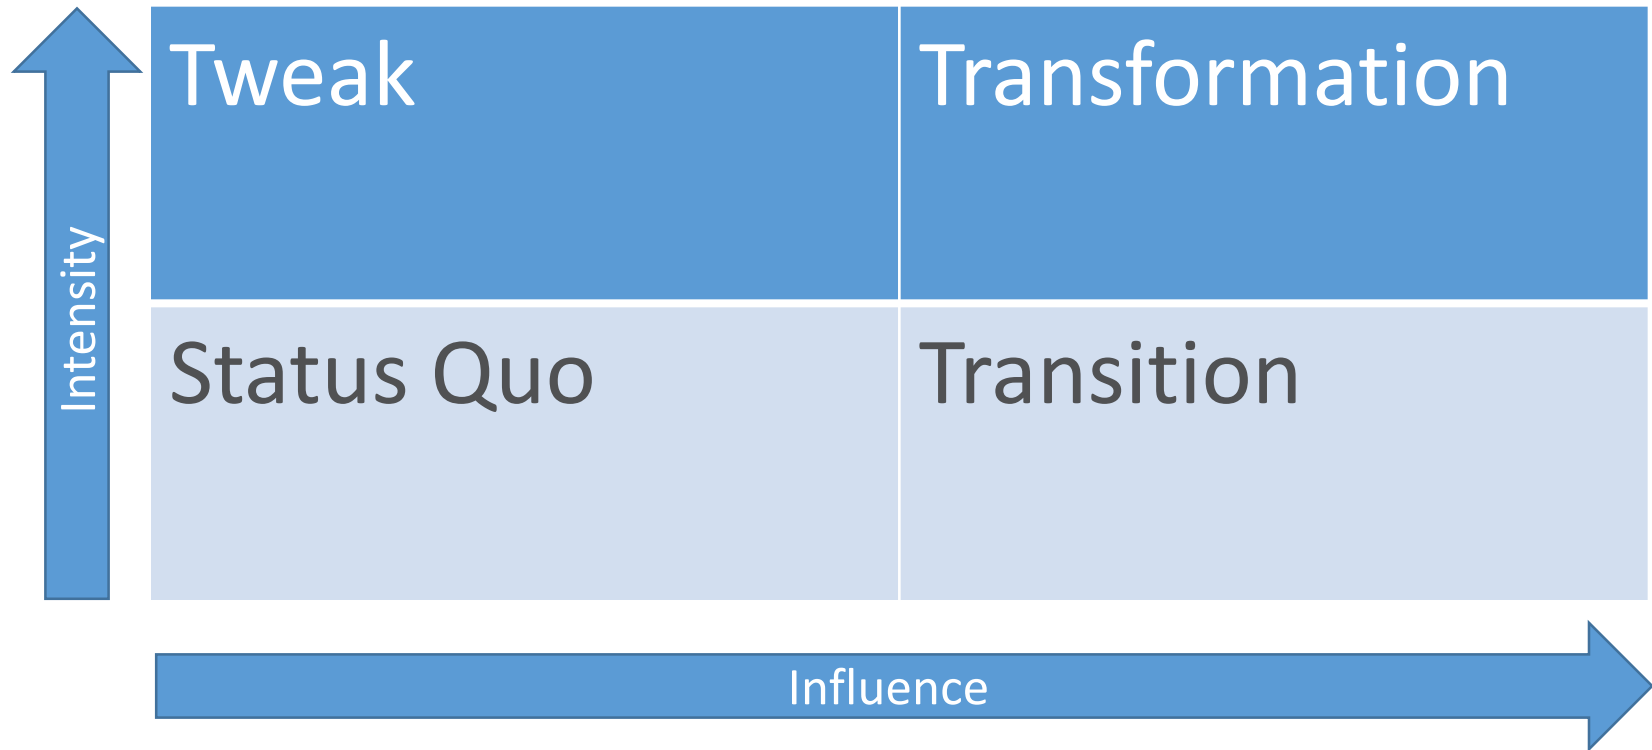 Tweak
Transformation
Intensity
Status Quo
Transition
Influence